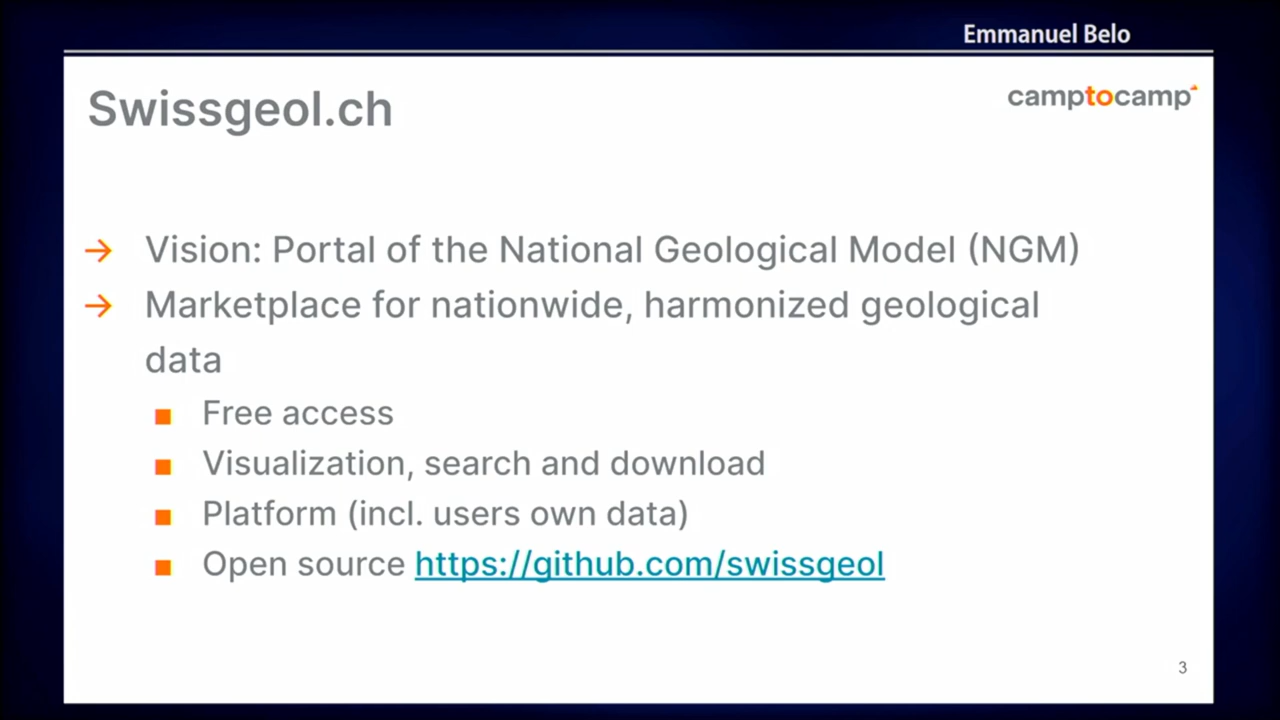 Emmanuel Belo
Swissgeol.ch
camptocamp
→ Vision: Portal of the National Geological Model (NGM)
→ Marketplace for nationwide, harmonized geological
data
■ Free access
■ Visualization, search and download
■ Platform (incl. users own data)
■ Open source https://github.com/swissgeol
3